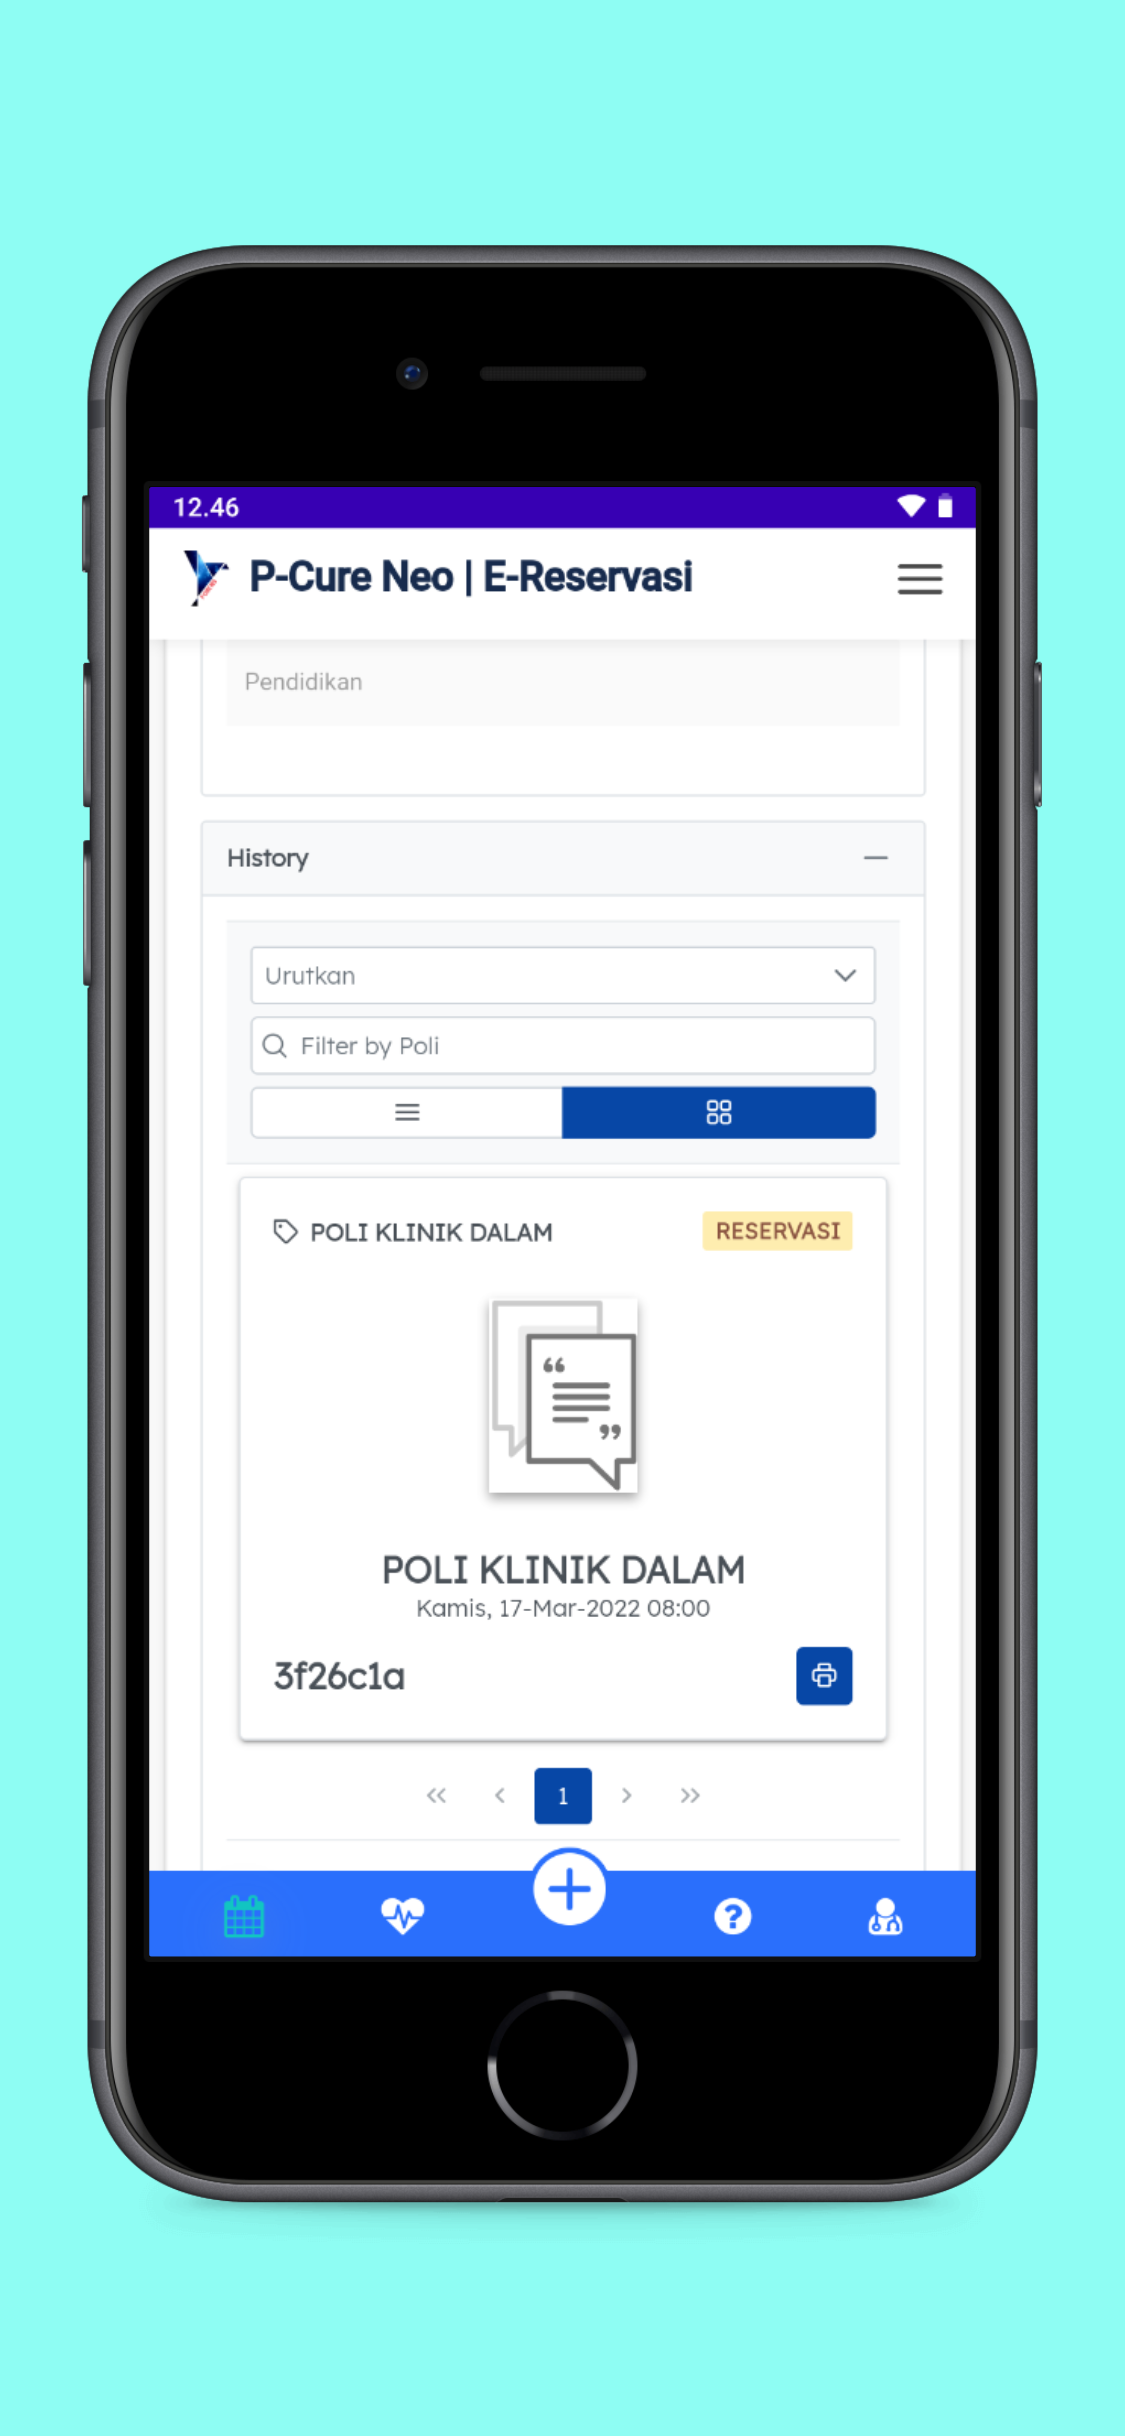 12.46
P-Cure Neo | E-Reservasi
Pendidikan
History
Urutkan
Filter by Poli
POLI KLINIK DALAM
RESERVASI
POLI KLINIK DALAM
Kamis, 17-Mar-2022 08:00
3f26c1a
1